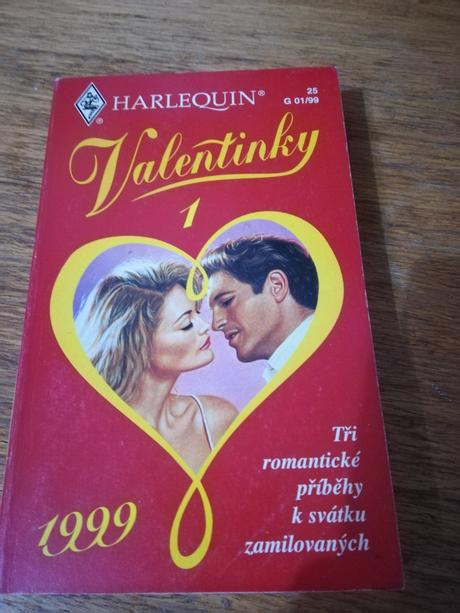 HARLEQUIN®
25
G 01/99
Valentinky
1
Tři
romantické
příběhy
k svátku
zamilovaných
1999